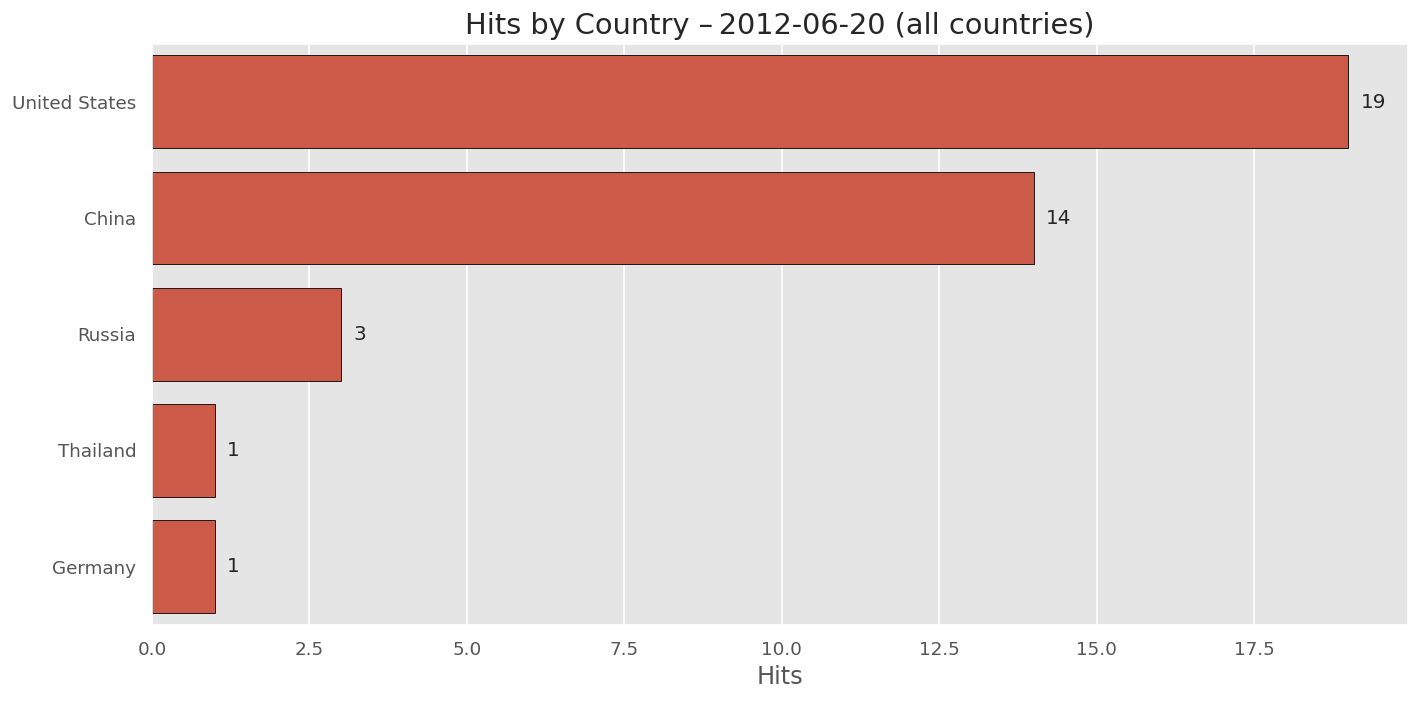 Hits by Country – 2012-06-20 (all countries)
United States 19
China 14
Russia 3
Thailand 1
Germany 1
0.0 2.5 5.0 7.5 10.0 12.5 15.0 17.5
Hits